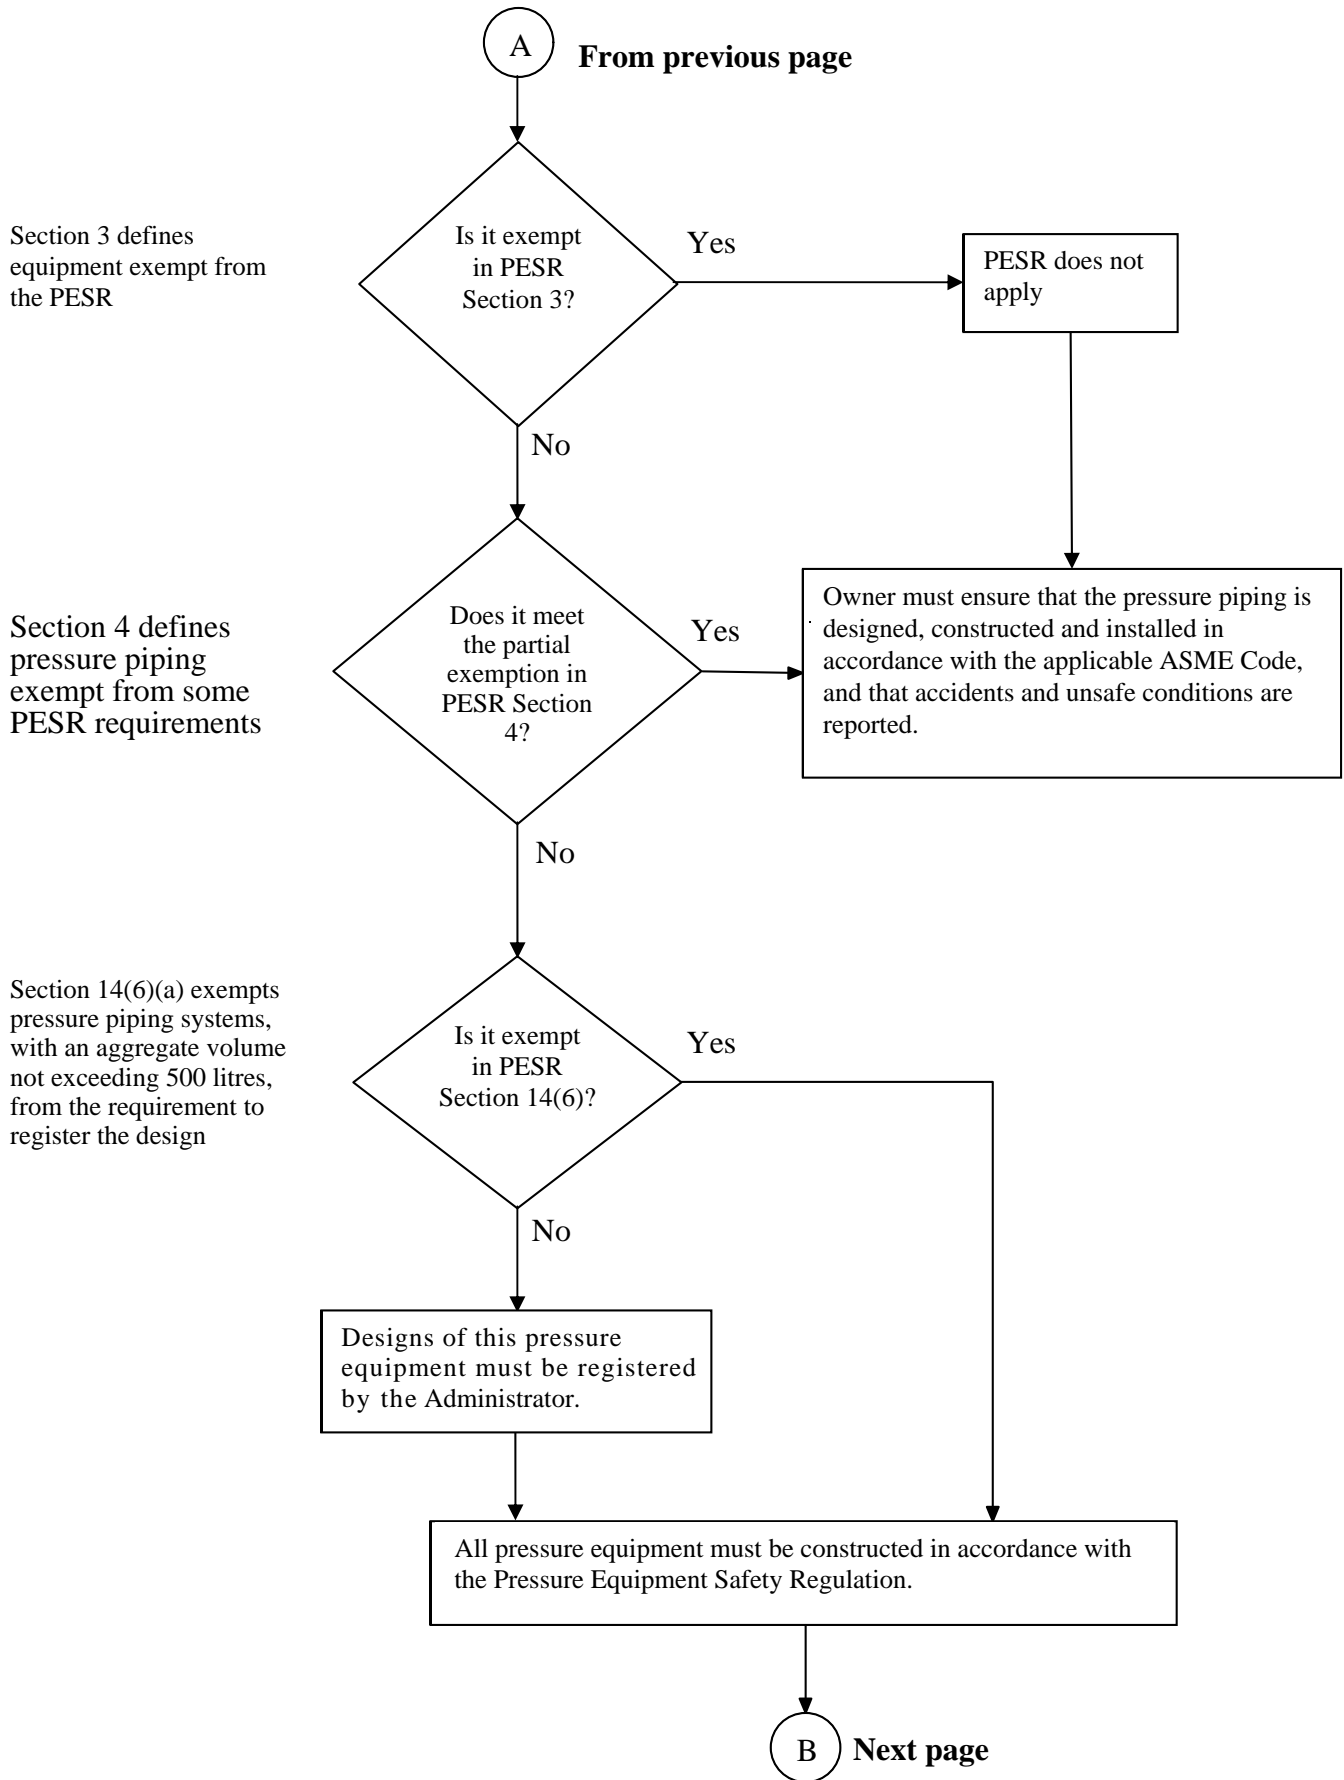 A
From previous page
Section 3 defines
equipment exempt from
the PESR
Is it exempt
in PESR
Section 3?
Yes
PESR does not
apply
No
Section 4 defines
pressure piping
exempt from some
PESR requirements
Does it meet
the partial
exemption in
PESR Section
4?
Yes
Owner must ensure that the pressure piping is
designed, constructed and installed in
accordance with the applicable ASME Code,
and that accidents and unsafe conditions are
reported.
No
Section 14(6)(a) exempts
pressure piping systems,
with an aggregate volume
not exceeding 500 litres,
from the requirement to
register the design
Is it exempt
in PESR
Section 14(6)?
Yes
No
Designs of this pressure
equipment must be registered
by the Administrator.
All pressure equipment must be constructed in accordance with
the Pressure Equipment Safety Regulation.
B
Next page